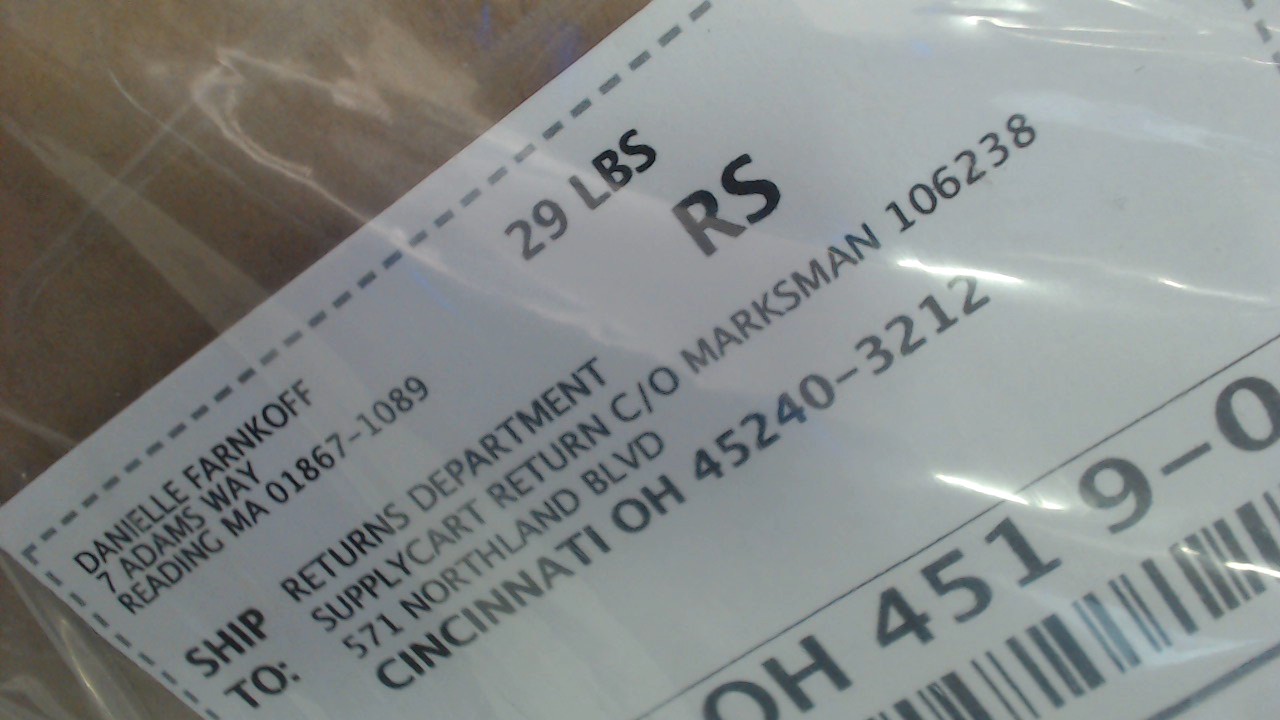 29 LBS
RS
DANIELLE FARNKOFF
7 ADAMS WAY
READING MA 01867-1089
SHIP
TO:
RETURNS DEPARTMENT
SUPPLYCART RETURN C/O MARKSMAN 106238
571 NORTHLAND BLVD
CINCINNATI OH 45240-3212
OH 451 9-0